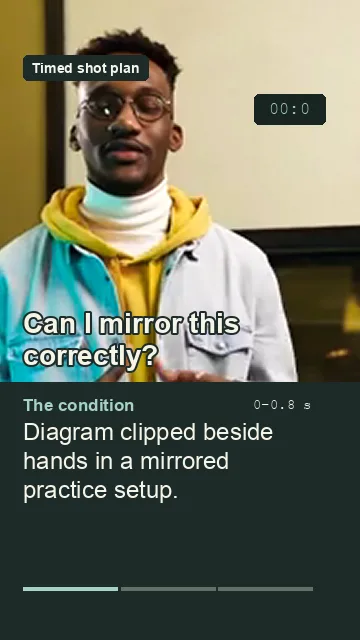 Timed shot plan
00:0
Can I mirror this
correctly?
The condition
0–0.8 s
Diagram clipped beside
hands in a mirrored
practice setup.